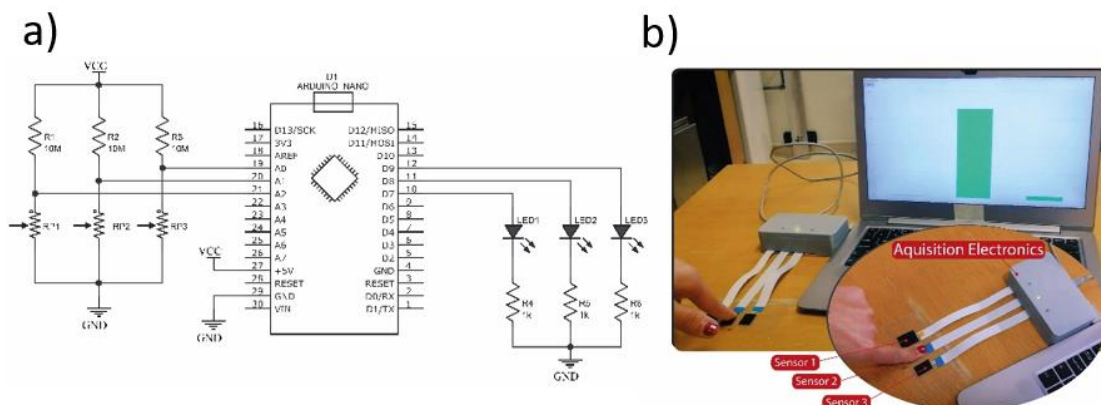 a)
VCC
R1
10M
R2
10M
R3
10M
RP1
RP2
RP3
GND
D1
ARDUINO NANO
16 D13/SCK
17 3V3
18 AREF
19 A0
20 A1
21 A2
22 A3
23 A4
24 A5
25 A6
26 A7
27 +5V
28 RESET
29 GND
30 VIN
VCC
GND
D12/MISO 15
D11/MOSI 14
D10 13
D9 12
D8 11
D7 10
D6 9
D5 8
D4 7
D3 6
D2 5
GND 4
RESET 3
D0/RX 2
D1/TX 1
LED1
LED2
LED3
R4
1k
R5
1k
R6
1k
GND
b)
Aquisition Electronics
Sensor 1
Sensor 2
Sensor 3